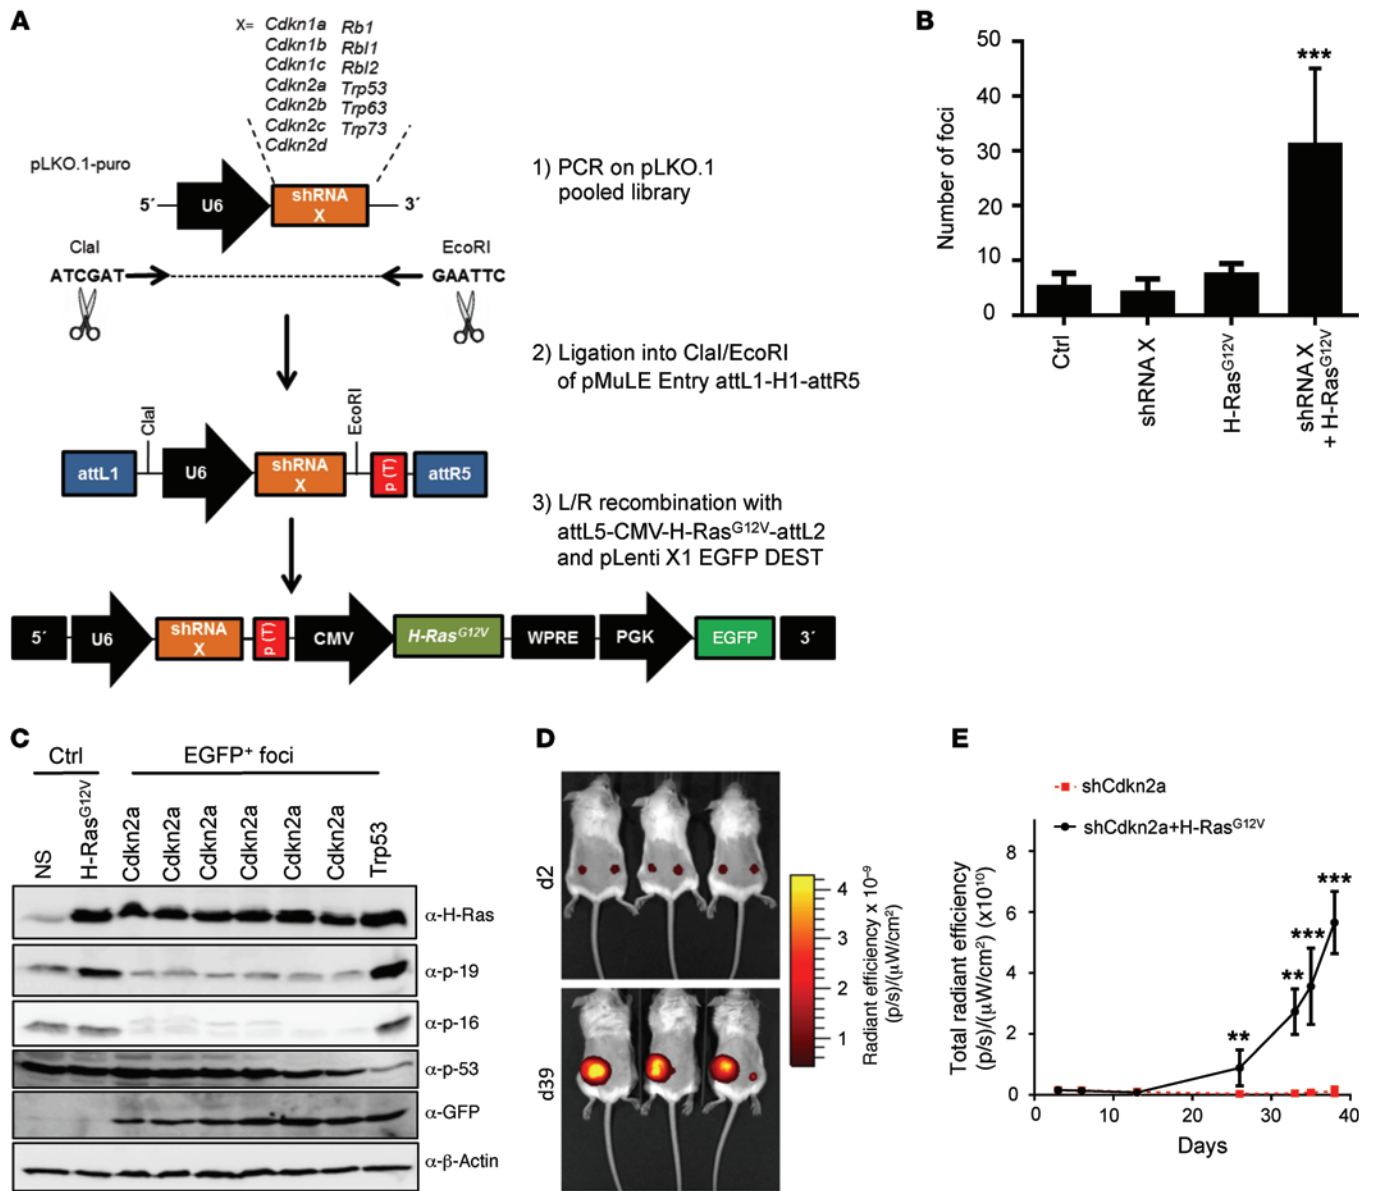 A
X=
Cdkn1a Rb1
Cdkn1b Rbl1
Cdkn1c Rbl2
Cdkn2a Trp53
Cdkn2b Trp63
Cdkn2c Trp73
Cdkn2d
pLKO.1-puro
5´ U6 shRNA X 3´
ClaI EcoRI
ATCGAT GAATTC
1) PCR on pLKO.1
pooled library
2) Ligation into ClaI/EcoRI
of pMuLE Entry attL1-H1-attR5
ClaI EcoRI
attL1 U6 shRNA X p (T) attR5
3) L/R recombination with
attL5-CMV-H-RasG12V-attL2
and pLenti X1 EGFP DEST
5´ U6 shRNA X p (T) CMV H-RasG12V WPRE PGK EGFP 3´
B
Number of foci
50
40
30
20
10
0
***
Ctrl
shRNA X
H-RasG12V
shRNA X
+ H-RasG12V
C
Ctrl EGFP+ foci
NS
H-RasG12V
Cdkn2a
Cdkn2a
Cdkn2a
Cdkn2a
Cdkn2a
Cdkn2a
Trp53
α-H-Ras
α-p-19
α-p-16
α-p-53
α-GFP
α-β-Actin
D
d2
d39
4
3
2
1
Radiant efficiency x 10⁻⁹
(p/s)/(μW/cm²)
E
shCdkn2a
shCdkn2a+H-RasG12V
Total radiant efficiency
(p/s)/(μW/cm²) (x10¹⁰)
8
6
4
2
0
**
**
***
***
0 10 20 30 40
Days